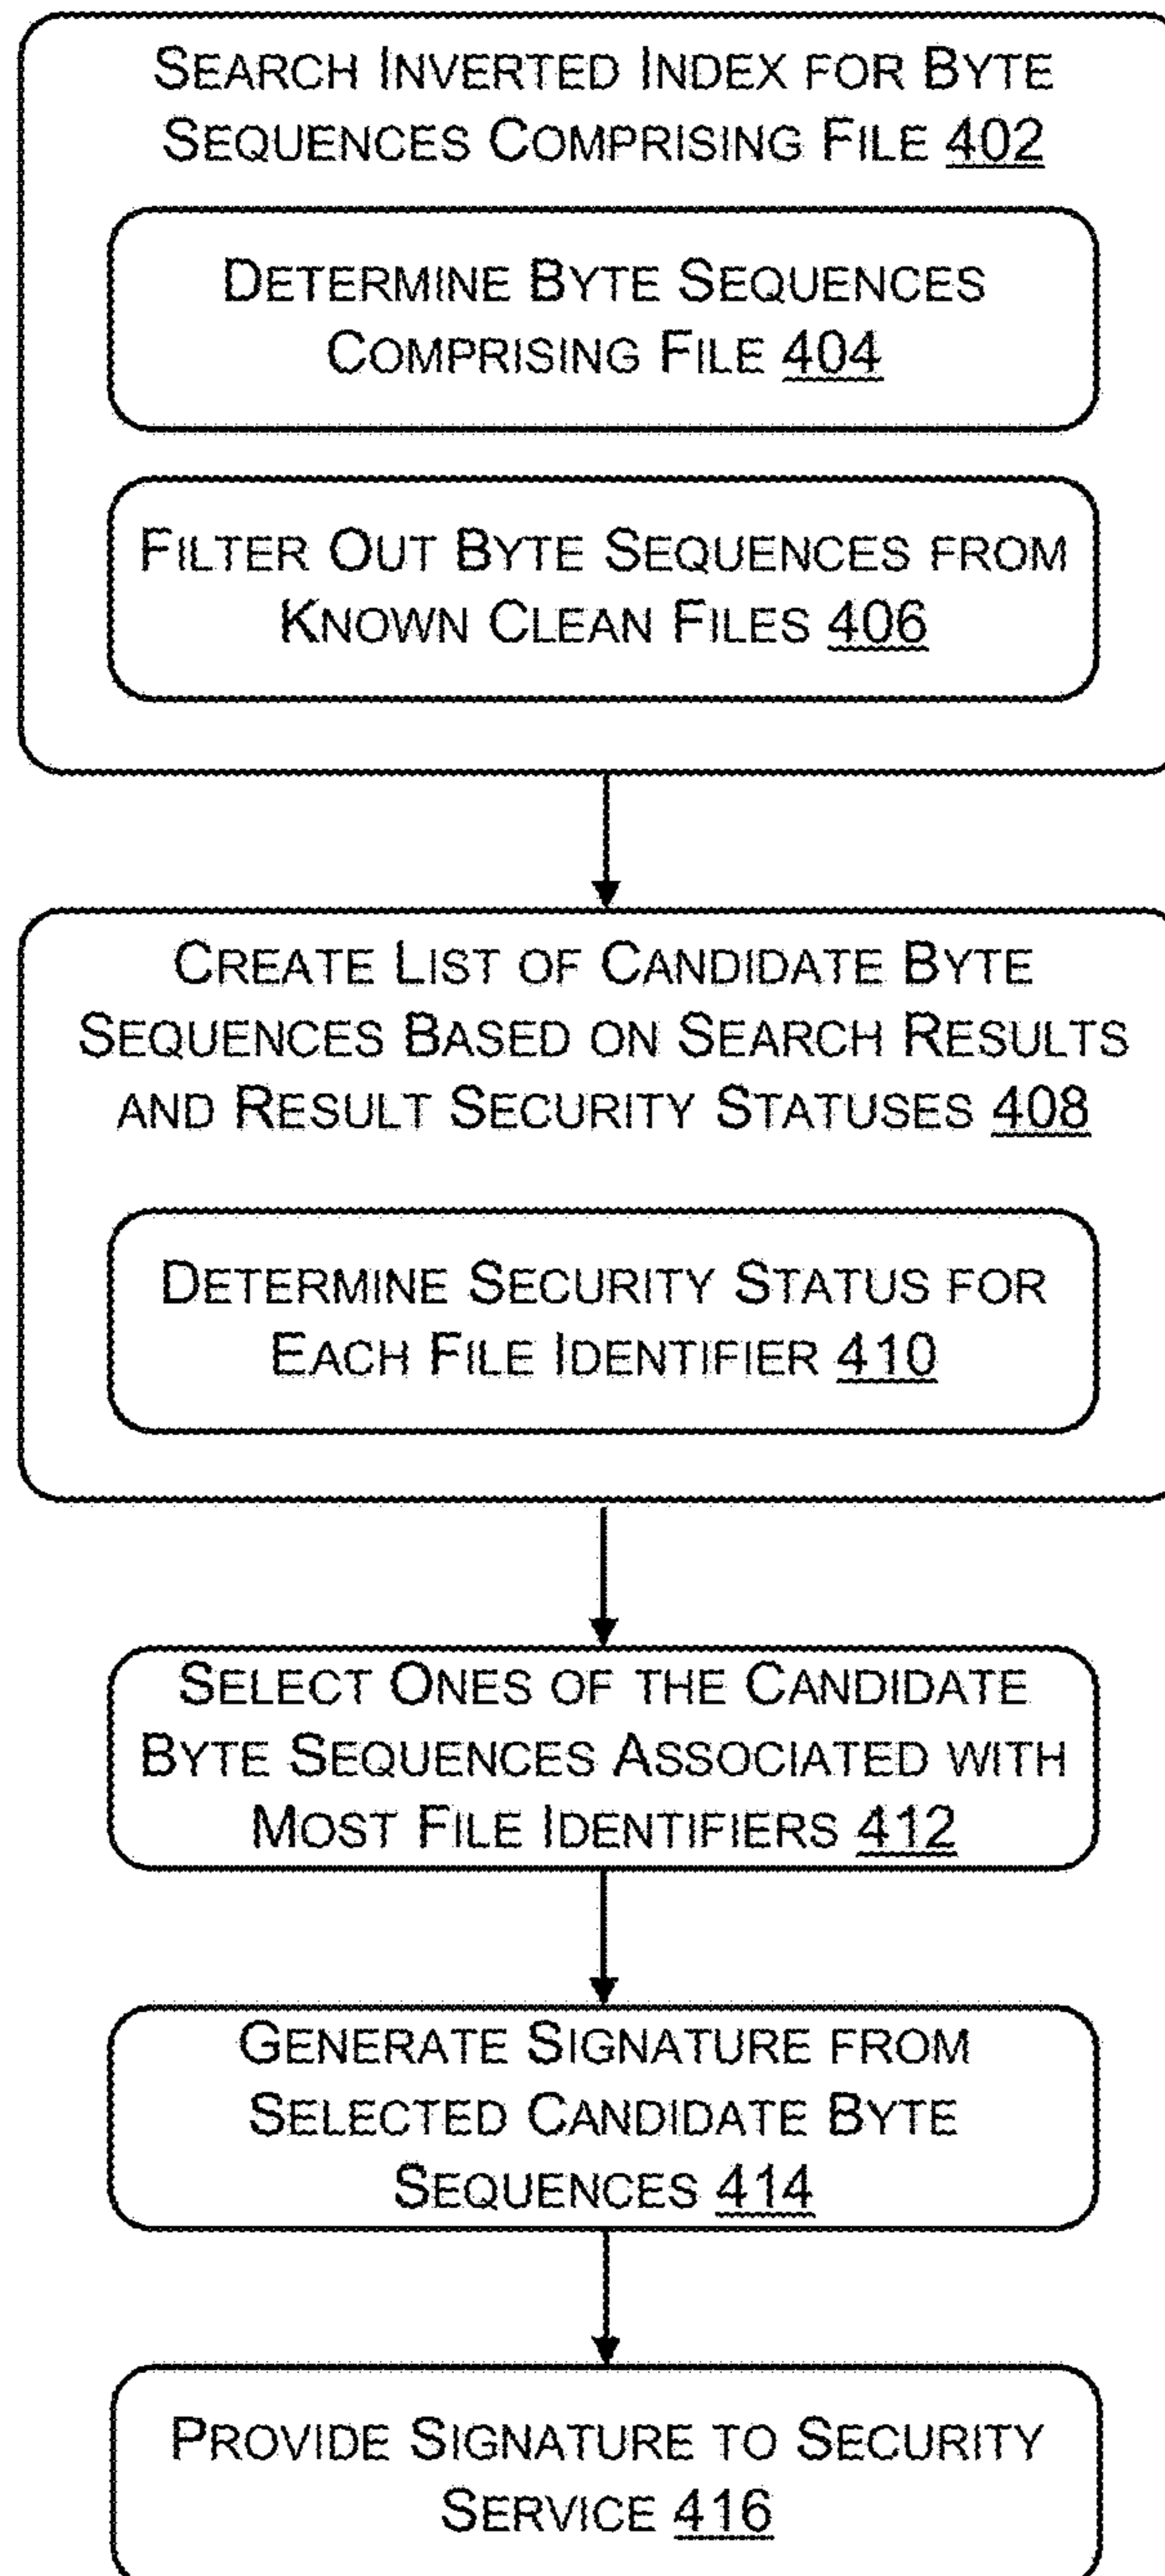 SEARCH INVERTED INDEX FOR BYTE
SEQUENCES COMPRISING FILE 402
DETERMINE BYTE SEQUENCES
COMPRISING FILE 404
FILTER OUT BYTE SEQUENCES FROM
KNOWN CLEAN FILES 406
CREATE LIST OF CANDIDATE BYTE
SEQUENCES BASED ON SEARCH RESULTS
AND RESULT SECURITY STATUSES 408
DETERMINE SECURITY STATUS FOR
EACH FILE IDENTIFIER 410
SELECT ONES OF THE CANDIDATE
BYTE SEQUENCES ASSOCIATED WITH
MOST FILE IDENTIFIERS 412
GENERATE SIGNATURE FROM
SELECTED CANDIDATE BYTE
SEQUENCES 414
PROVIDE SIGNATURE TO SECURITY
SERVICE 416